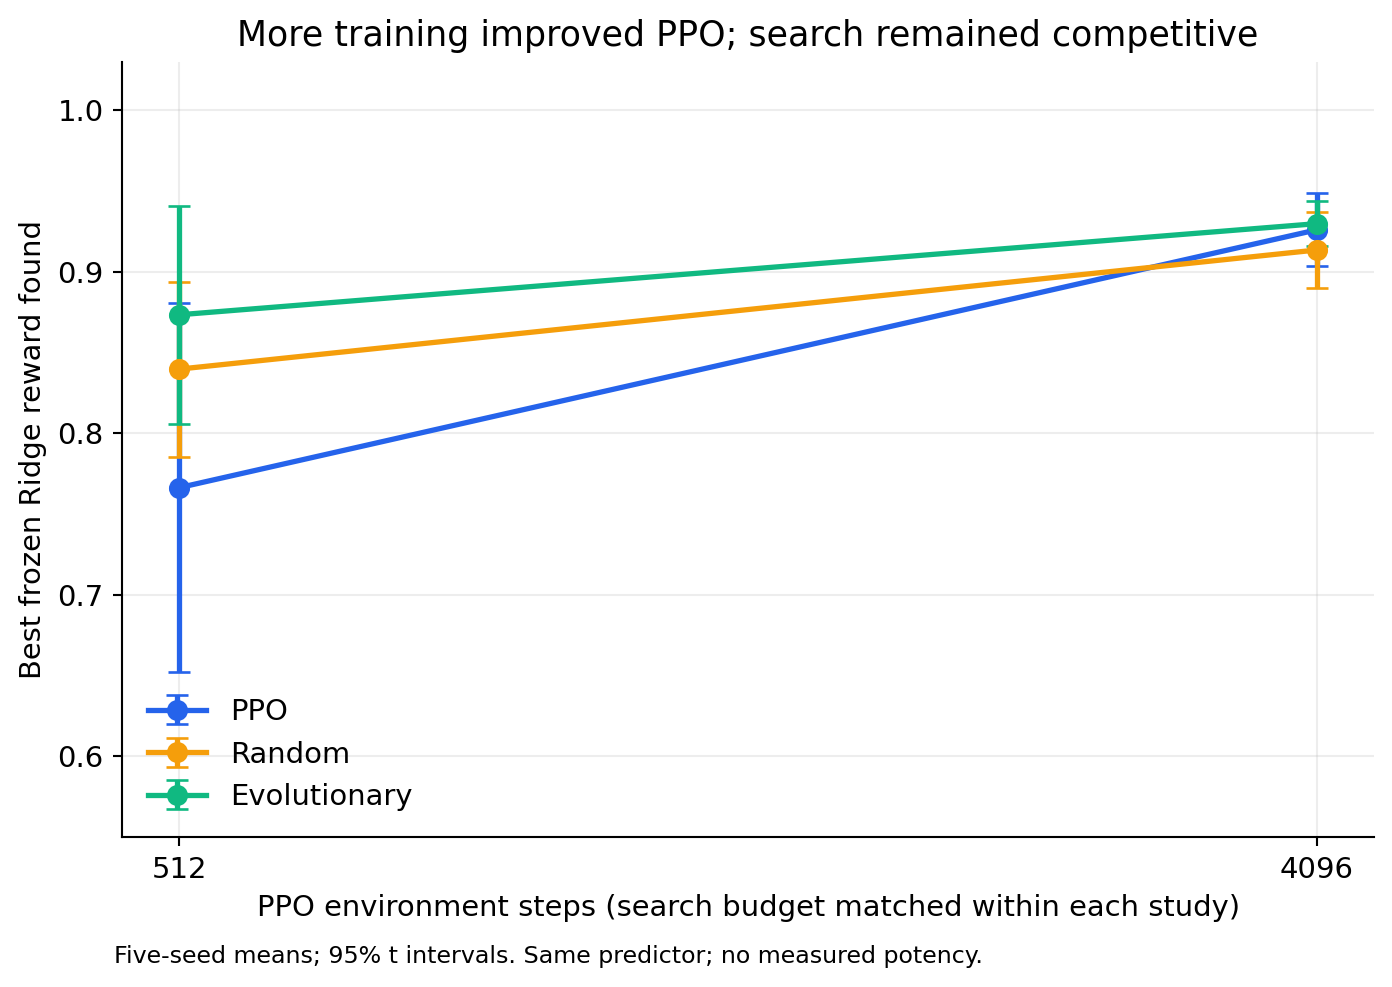 More training improved PPO; search remained competitive
Best frozen Ridge reward found
1.0
0.9
0.8
0.7
0.6
PPO
Random
Evolutionary
512
4096
PPO environment steps (search budget matched within each study)
Five-seed means; 95% t intervals. Same predictor; no measured potency.